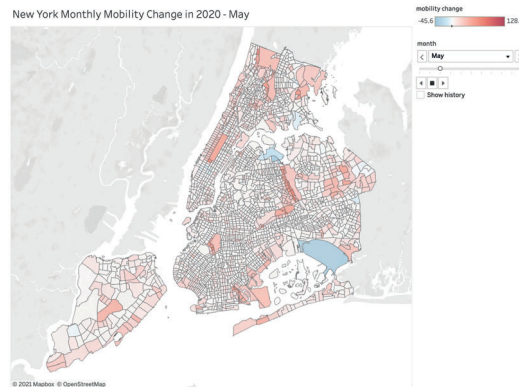 New York Monthly Mobility Change in 2020 - May
mobility change
-45.6
128.
month
May
Show history
© 2021 Mapbox © OpenStreetMap